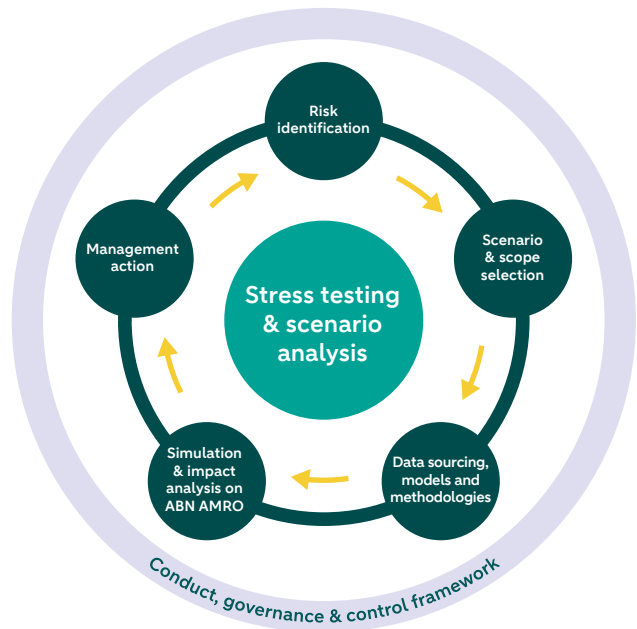 Risk
identification
Scenario
& scope
selection
Data sourcing,
models and
methodologies
Simulation
& impact
analysis on
ABN AMRO
Management
action
Stress testing
& scenario
analysis
Conduct, governance & control framework